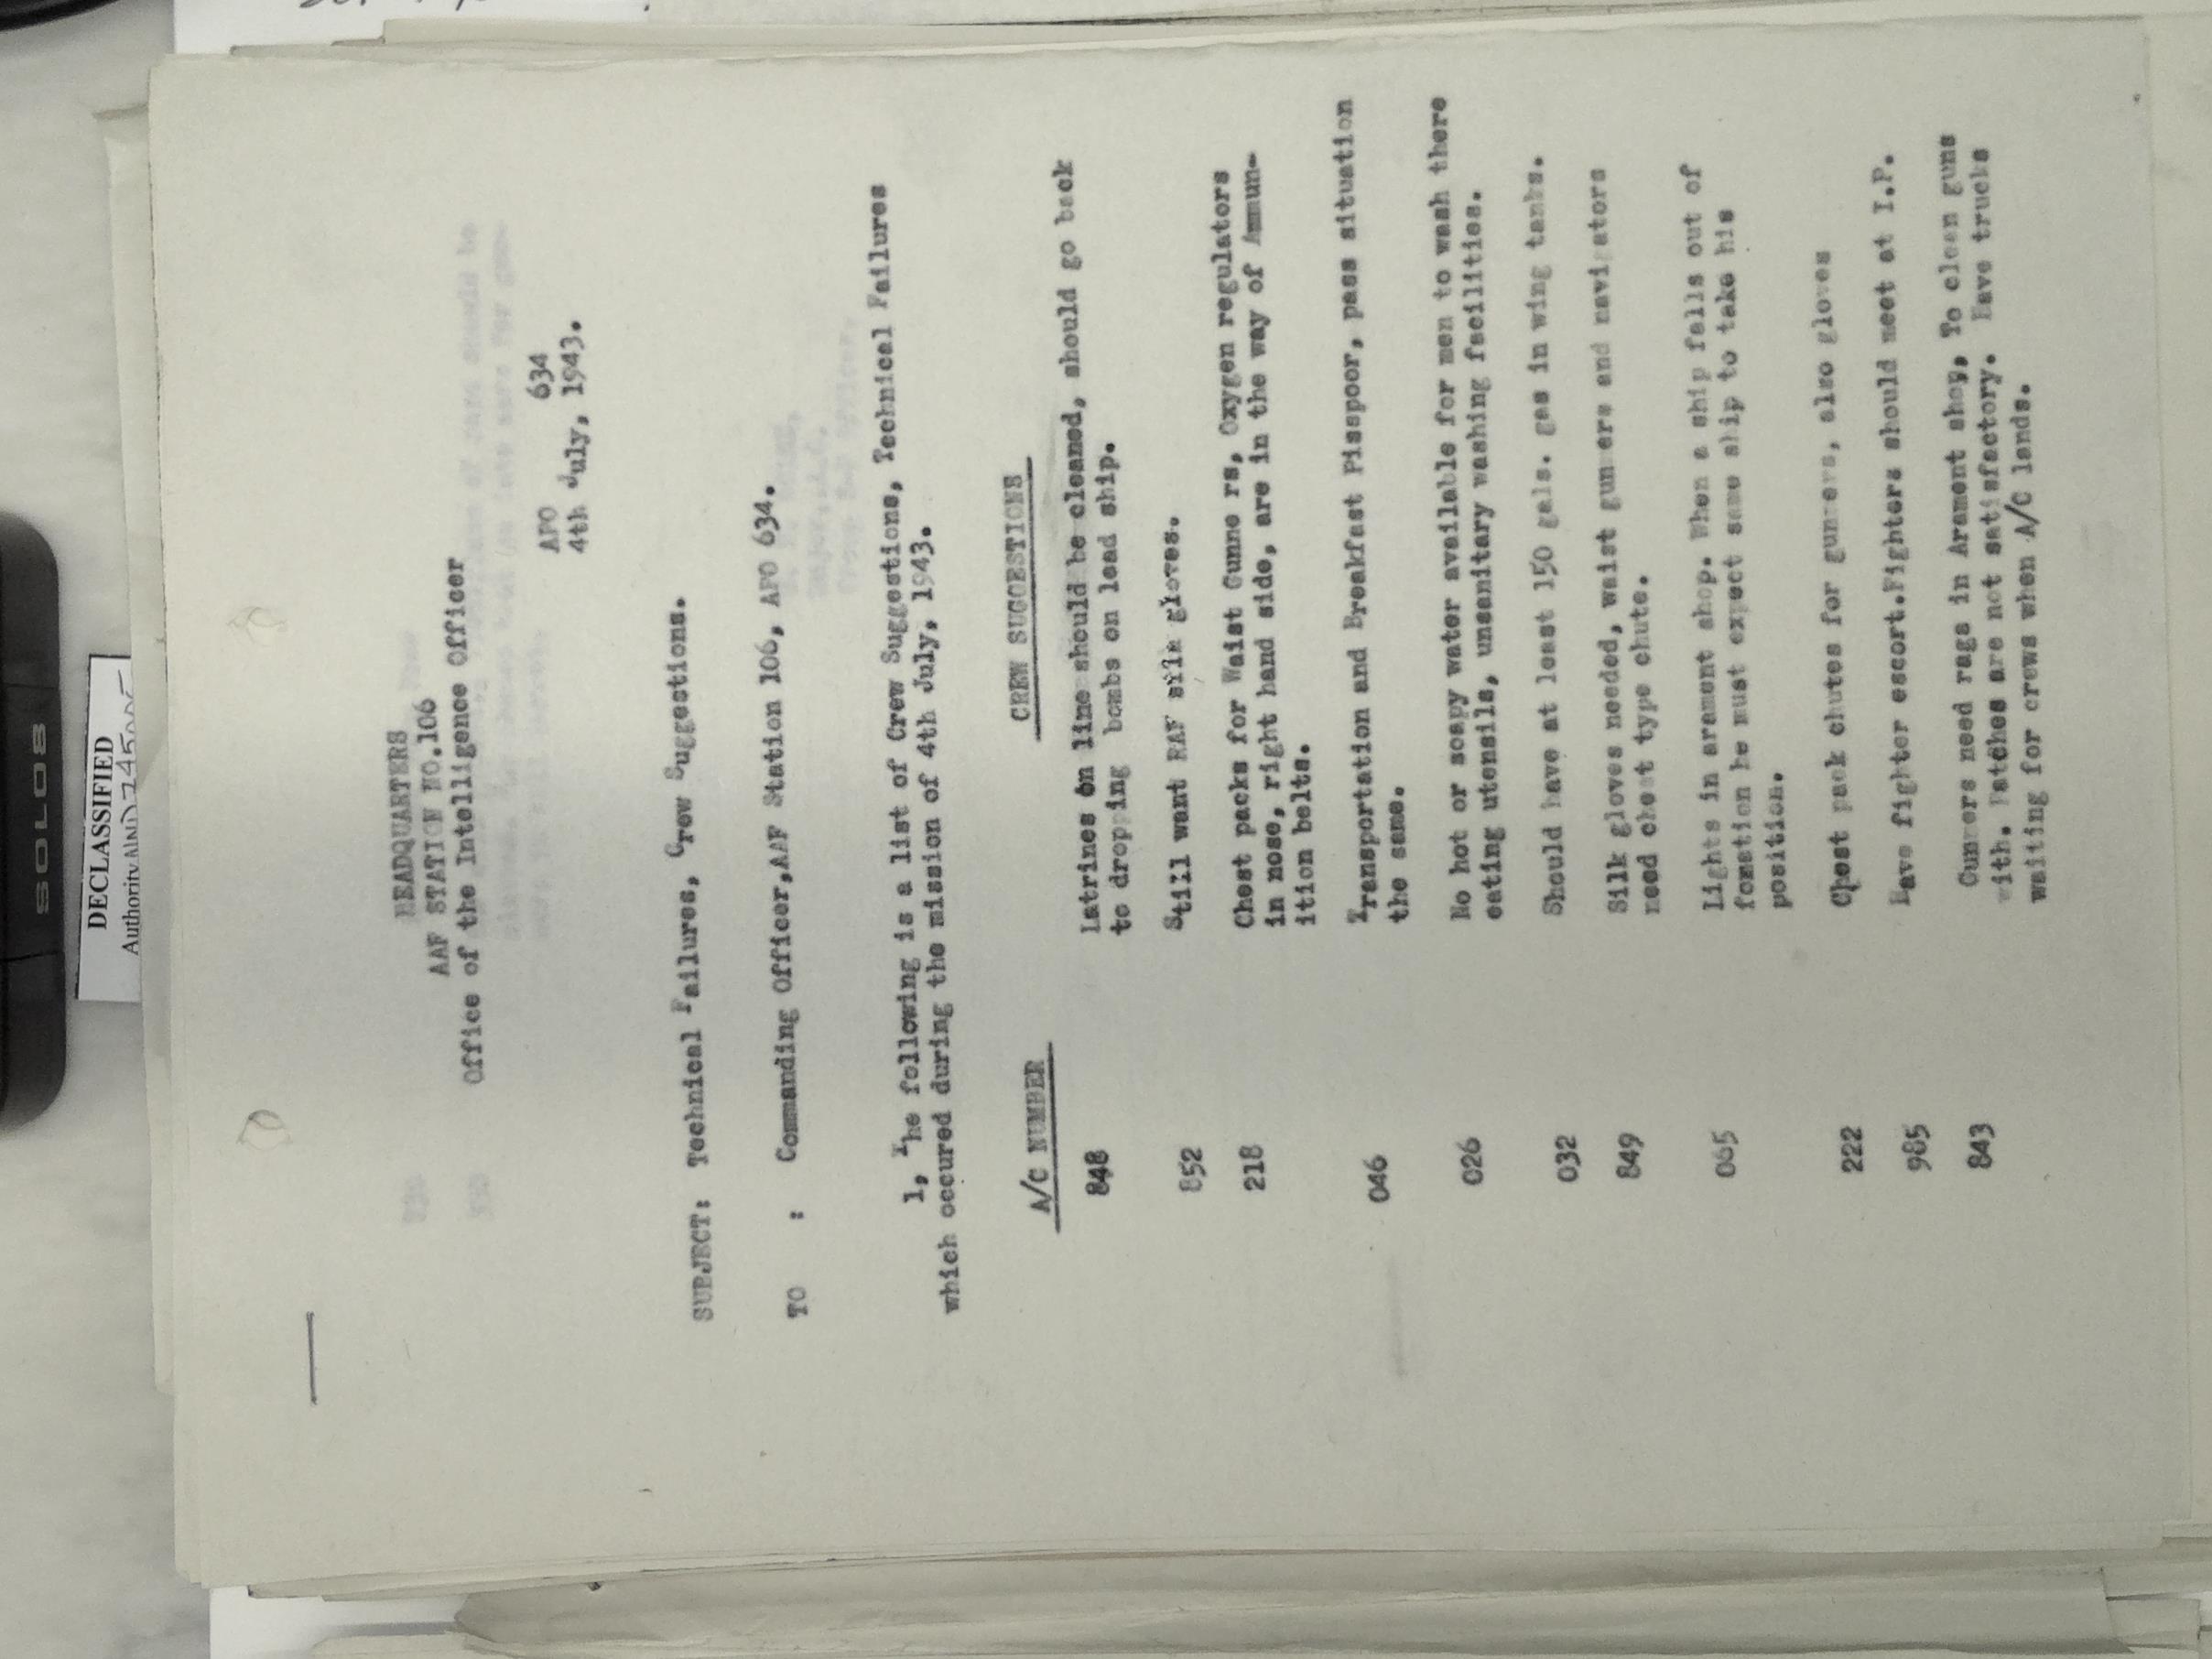 SOLO8
DECLASSIFIED
Authority NND 745005
HEADQUARTERS
AAF STATION NO.106
Office of the Intelligence Officer
APO 634
4th July, 1943.
SUBJECT: Technical Failures, Crew Suggestions.
TO : Commanding Officer,AAF Station 106, APO 634.
1, The following is a list of Crew Suggestions, Technical Failures
which occured during the mission of 4th July, 1943.
A/C NUMBER CREW SUGGESTIONS
848 Latrines on line should be cleaned, should go back
to dropping bombs on lead ship.
852 Still want RAF silk gloves.
218 Chest packs for Waist Gunne rs, Oxygen regulators
in nose, right hand side, are in the way of Ammun-
ition belts.
046 Transportation and Breakfast Pisspoor, pass situation
the same.
026 No hot or soapy water available for men to wash there
eating utensils, unsanitary washing facilities.
032 Should have at least 150 gals. gas in wing tanks.
849 Silk gloves needed, waist gunners and navigators
need chest type chute.
065 Lights in arament shop. When a ship falls out of
fomation he must expect same ship to take his
position.
222 Chest pack chutes for gunners, also gloves
985 Have fighter escort.Fighters should meet at I.P.
843 Gunners need rags in Arament shop, To clean guns
with. Patches are not satisfactory. Have trucks
waiting for crews when A/C lands.